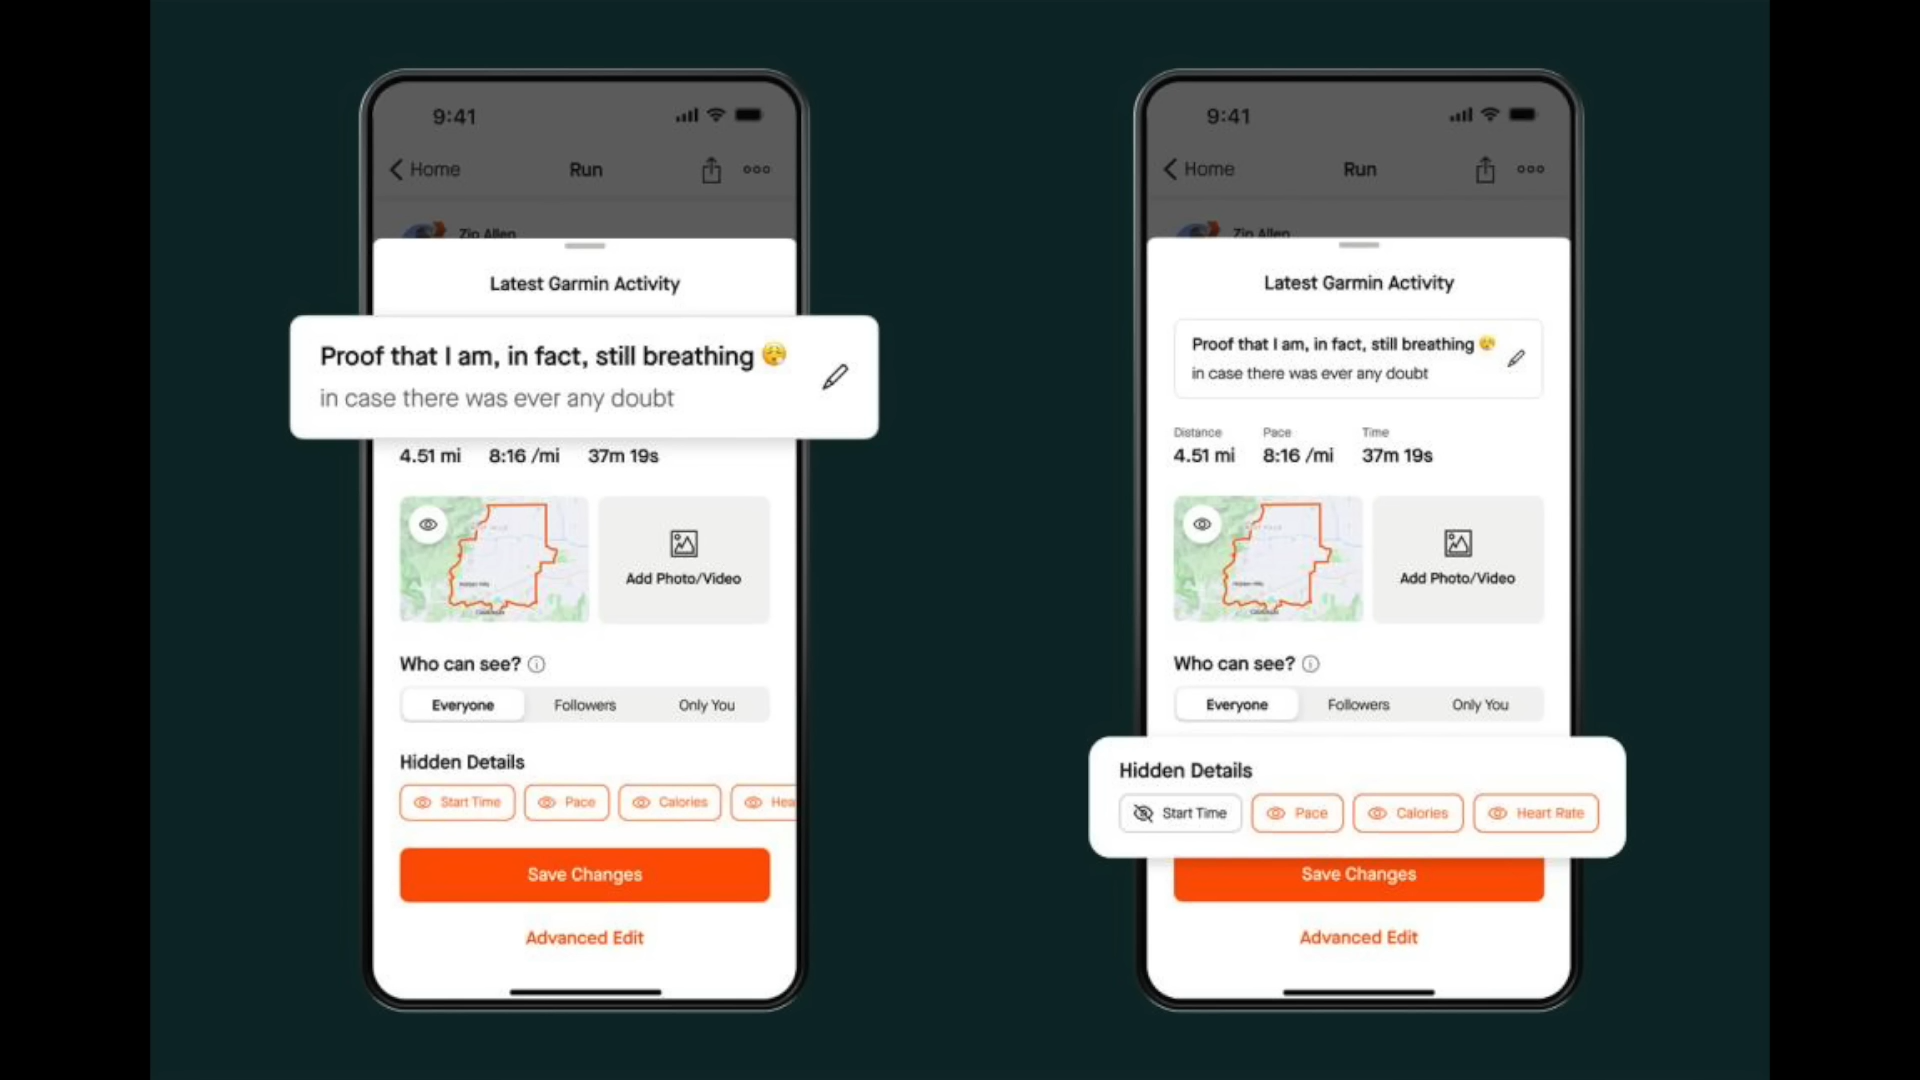 9:41
Home
Run
Zip Allen
Latest Garmin Activity
Proof that I am, in fact, still breathing 😮‍💨
in case there was ever any doubt
4.51 mi 8:16 /mi 37m 19s
Add Photo/Video
Who can see?
Everyone Followers Only You
Hidden Details
Start Time Pace Calories Hea
Save Changes
Advanced Edit
9:41
Home
Run
Zip Allen
Latest Garmin Activity
Proof that I am, in fact, still breathing 😮‍💨
in case there was ever any doubt
Distance Pace Time
4.51 mi 8:16 /mi 37m 19s
Add Photo/Video
Who can see?
Everyone Followers Only You
Hidden Details
Start Time Pace Calories Heart Rate
Save Changes
Advanced Edit